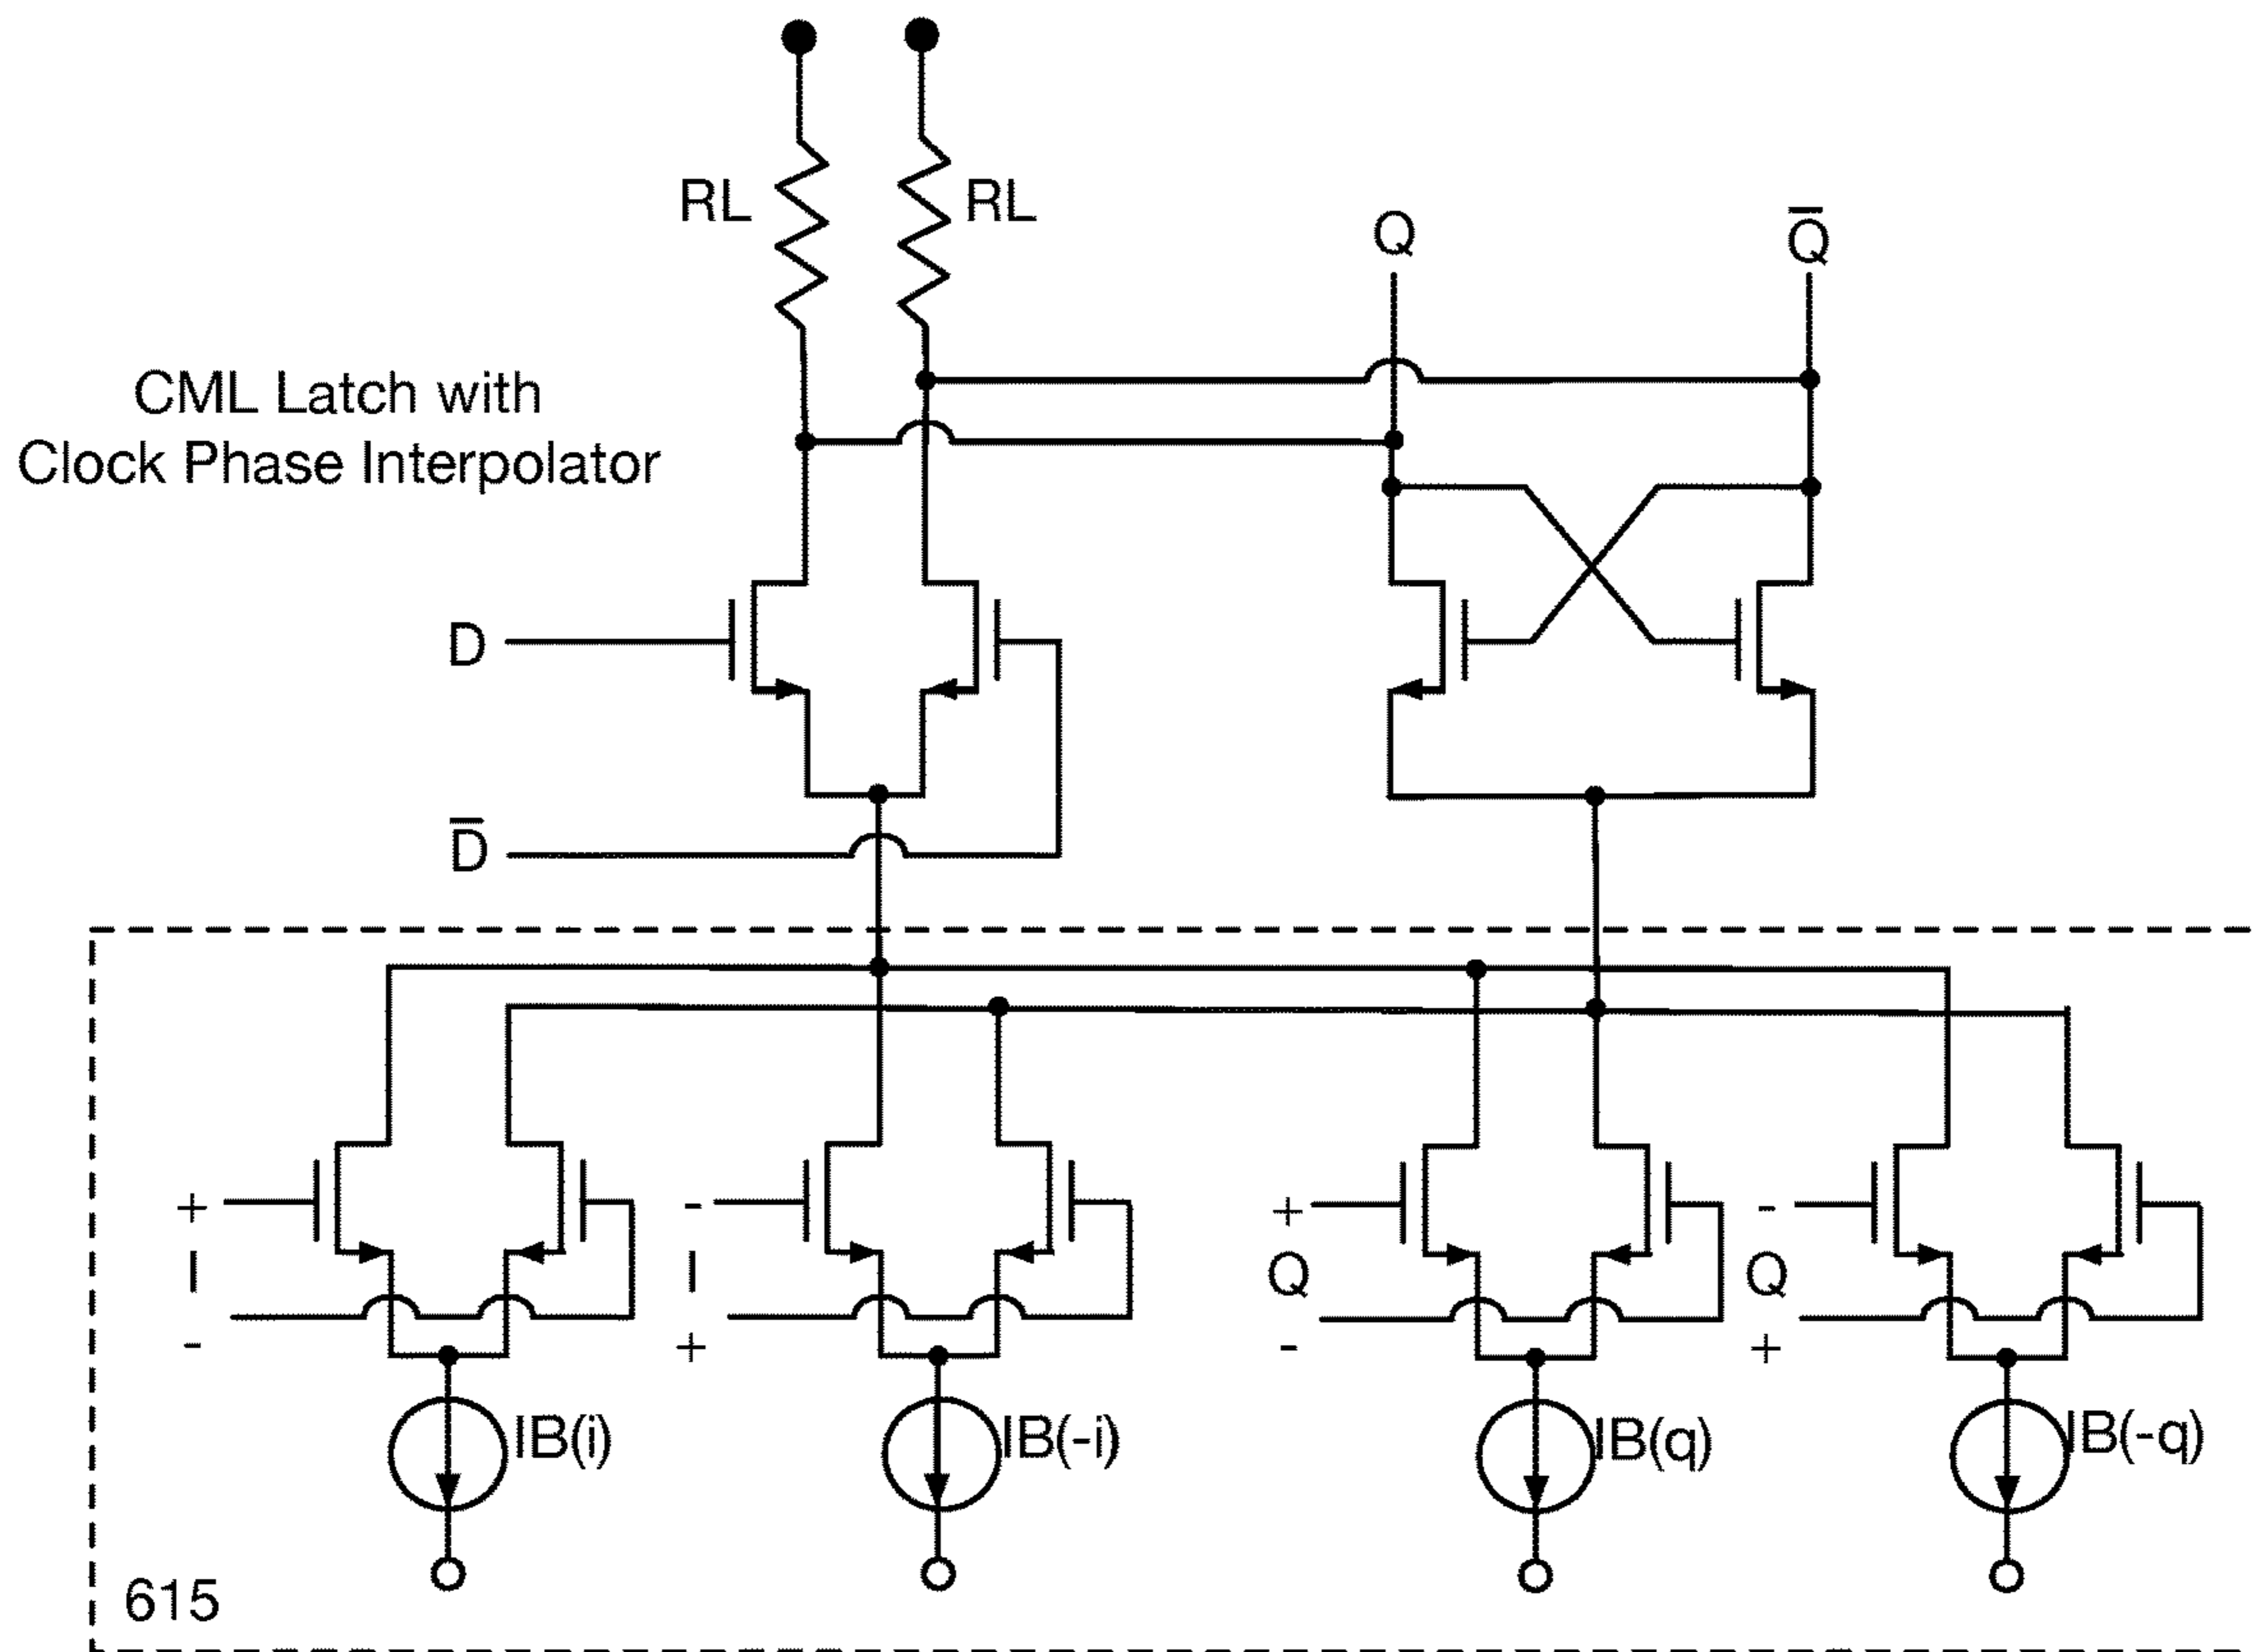 RL RL
Q Q̅
CML Latch with
Clock Phase Interpolator
D
D̅
+ - + -
I I Q Q
- + - +
IB(i) IB(-i) IB(q) IB(-q)
615